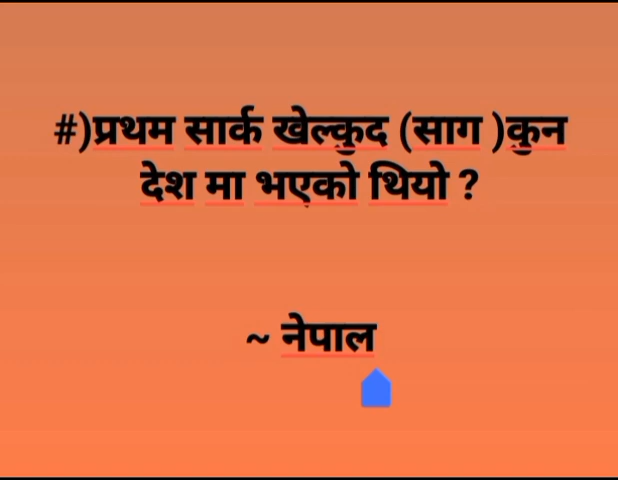 #)प्रथम सार्क खेल्कुद (साग )कुन
देश मा भएको थियो ?
~ नेपाल